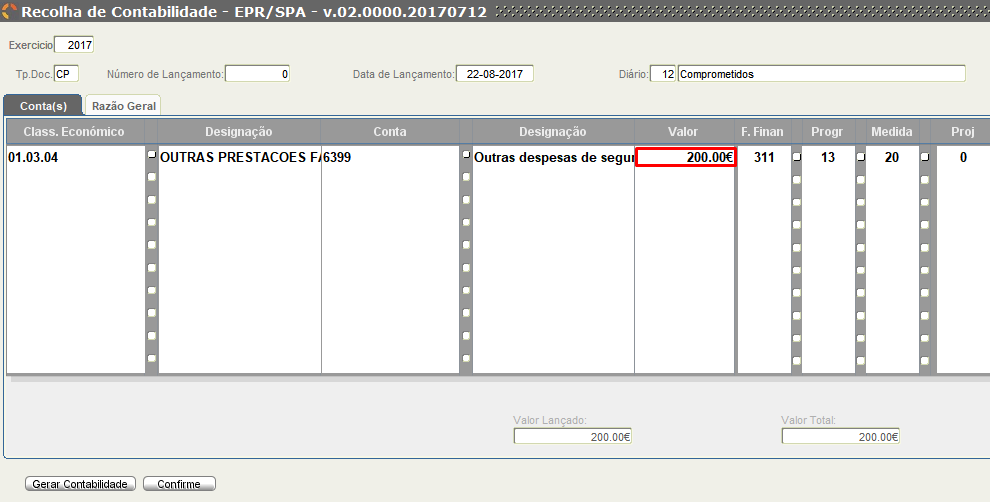 Recolha de Contabilidade - EPR/SPA - v.02.0000.20170712
Exercicio 2017
Tp.Doc. CP Número de Lançamento: 0 Data de Lançamento: 22-08-2017 Diário: 12 Comprometidos
Conta(s) Razão Geral
Class. Económico Designação Conta Designação Valor F. Finan Progr Medida Proj
01.03.04 OUTRAS PRESTACOES FA 6399 Outras despesas de segur 200.00€ 311 13 20 0
Valor Lançado: Valor Total:
200.00€ 200.00€
Gerar Contabilidade Confirme